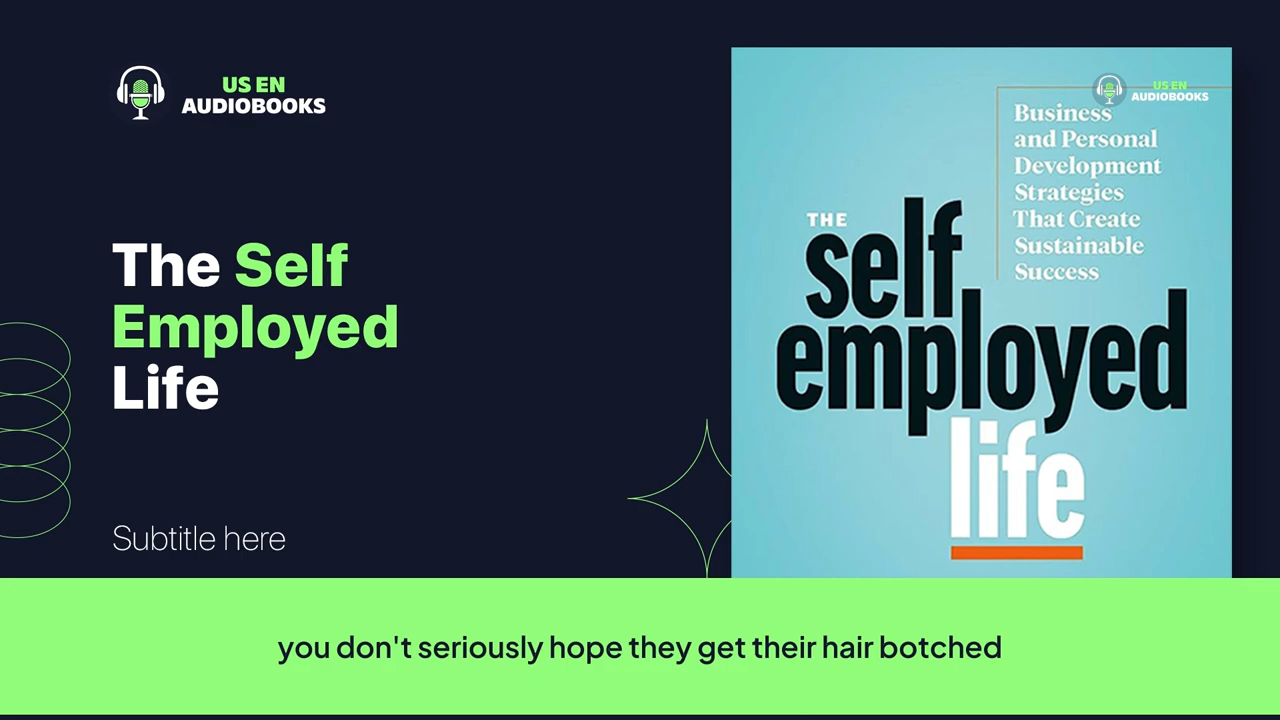 US EN
AUDIOBOOKS
The Self
Employed
Life
Subtitle here
US EN
AUDIOBOOKS
Business
and Personal
Development
Strategies
That Create
Sustainable
Success
THE
self
employed
life
you don't seriously hope they get their hair botched